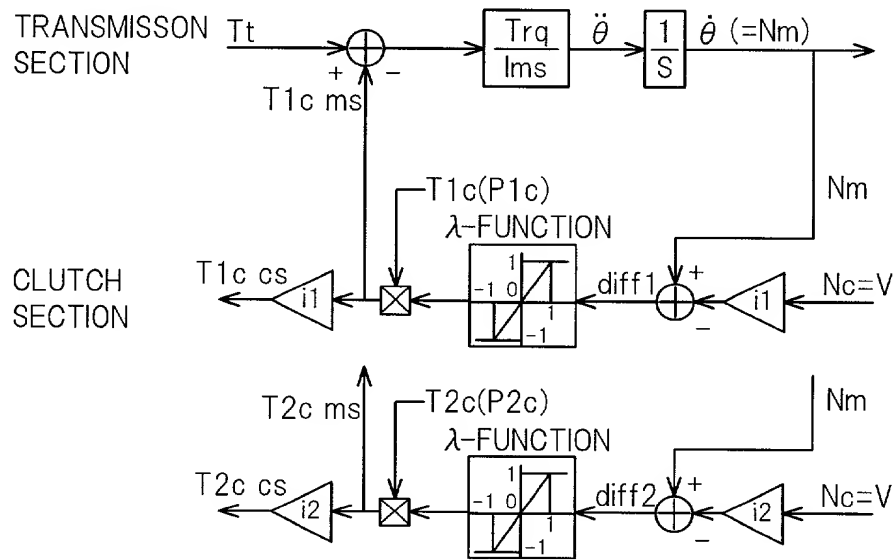 TRANSMISSON
SECTION
Tt
+
−
T1c ms
Trq
Ims
θ̈
1
S
θ̇ (=Nm)
Nm
T1c(P1c)
λ-FUNCTION
CLUTCH
SECTION
T1c cs
i1
1
-1
0
1
-1
diff1
+
−
i1
Nc=V
T2c ms
T2c(P2c)
λ-FUNCTION
Nm
T2c cs
i2
1
-1
0
1
-1
diff2
+
−
i2
Nc=V